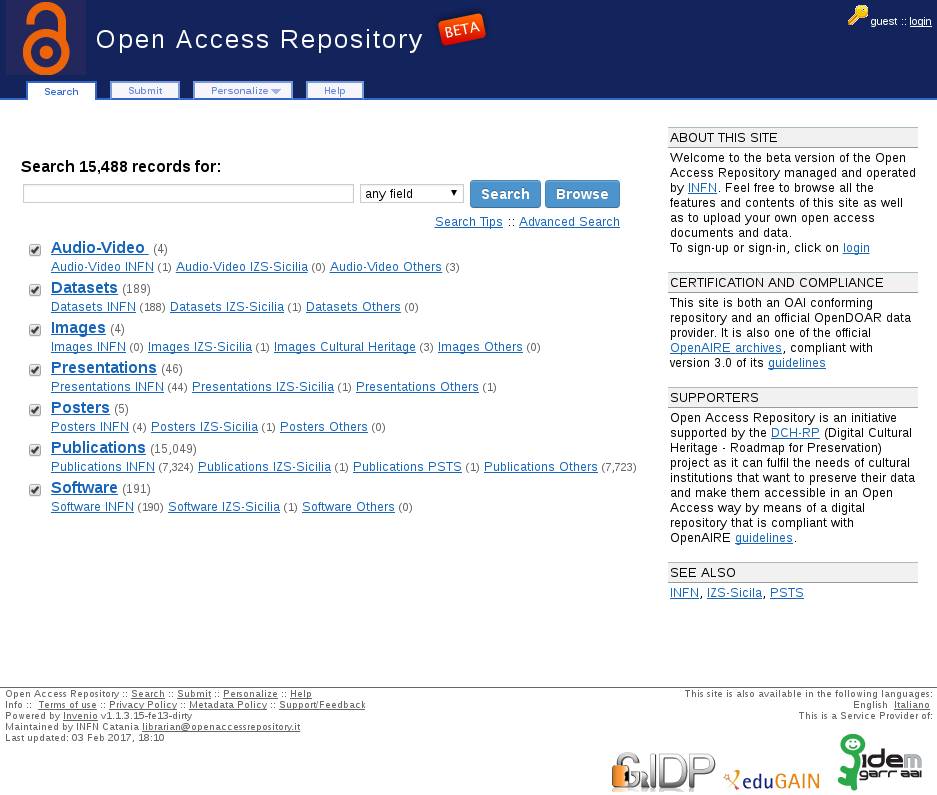 Open Access Repository BETA
guest :: login
Search Submit Personalize Help
Search 15,488 records for:
any field Search Browse
Search Tips :: Advanced Search
Audio-Video (4)
Audio-Video INFN (1) Audio-Video IZS-Sicilia (0) Audio-Video Others (3)
Datasets (189)
Datasets INFN (188) Datasets IZS-Sicilia (1) Datasets Others (0)
Images (4)
Images INFN (0) Images IZS-Sicilia (1) Images Cultural Heritage (3) Images Others (0)
Presentations (46)
Presentations INFN (44) Presentations IZS-Sicilia (1) Presentations Others (1)
Posters (5)
Posters INFN (4) Posters IZS-Sicilia (1) Posters Others (0)
Publications (15,049)
Publications INFN (7,324) Publications IZS-Sicilia (1) Publications PSTS (1) Publications Others (7,723)
Software (191)
Software INFN (190) Software IZS-Sicilia (1) Software Others (0)
ABOUT THIS SITE
Welcome to the beta version of the Open
Access Repository managed and operated
by INFN. Feel free to browse all the
features and contents of this site as well
as to upload your own open access
documents and data.
To sign-up or sign-in, click on login
CERTIFICATION AND COMPLIANCE
This site is both an OAI conforming
repository and an official OpenDOAR data
provider. It is also one of the official
OpenAIRE archives, compliant with
version 3.0 of its guidelines
SUPPORTERS
Open Access Repository is an initiative
supported by the DCH-RP (Digital Cultural
Heritage - Roadmap for Preservation)
project as it can fulfil the needs of cultural
institutions that want to preserve their data
and make them accessible in an Open
Access way by means of a digital
repository that is compliant with
OpenAIRE guidelines.
SEE ALSO
INFN, IZS-Sicila, PSTS
Open Access Repository :: Search :: Submit :: Personalize :: Help
Info :: Terms of use :: Privacy Policy :: Metadata Policy :: Support/Feedback
Powered by Invenio v1.1.3.15-fe13-dirty
Maintained by INFN Catania librarian@openaccessrepository.it
Last updated: 03 Feb 2017, 18:10
This site is also available in the following languages:
English Italiano
This is a Service Provider of:
GrIDP
eduGAIN
idem
garr aai